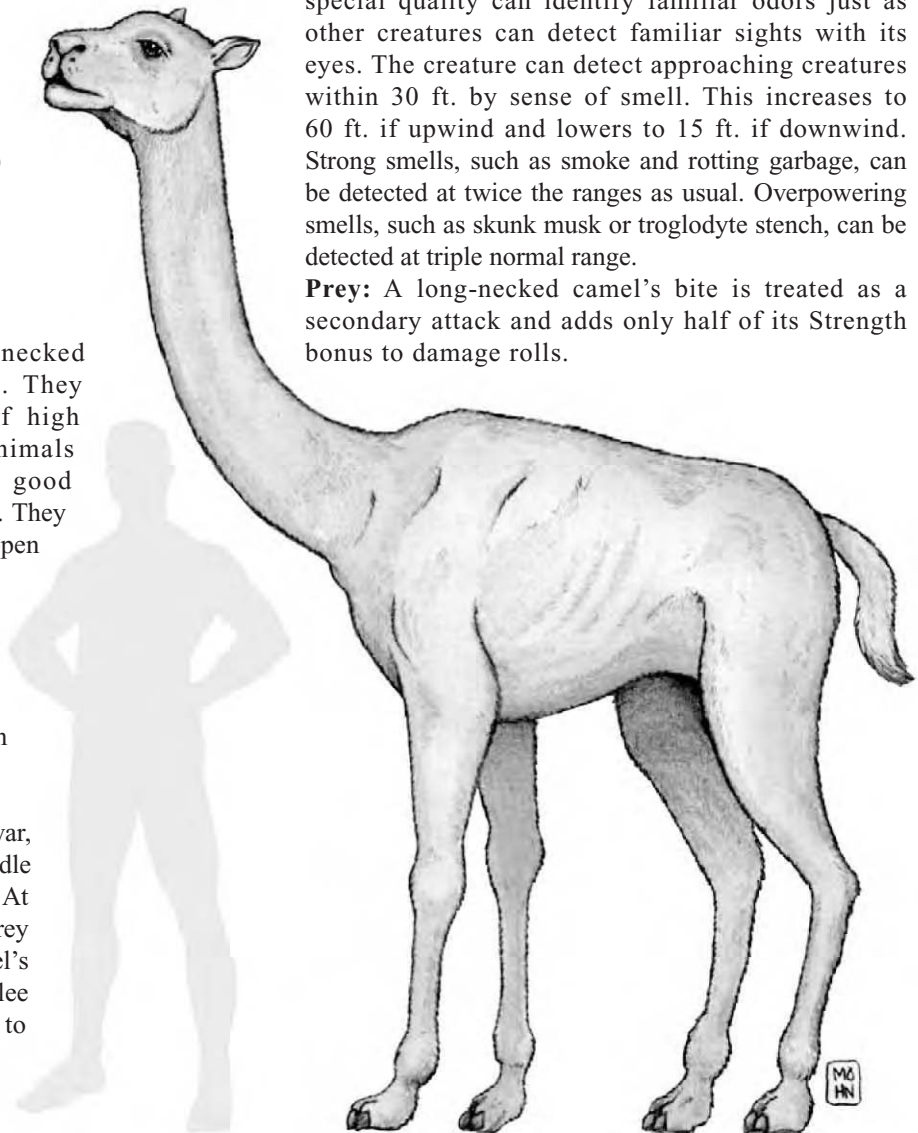 necked
. They
f high
nimals
good
. They
pen
n
var,
dle
At
rey
el's
lee
to
special quality can identify familiar odors just as
other creatures can detect familiar sights with its
eyes. The creature can detect approaching creatures
within 30 ft. by sense of smell. This increases to
60 ft. if upwind and lowers to 15 ft. if downwind.
Strong smells, such as smoke and rotting garbage, can
be detected at twice the ranges as usual. Overpowering
smells, such as skunk musk or troglodyte stench, can be
detected at triple normal range.
Prey: A long-necked camel's bite is treated as a
secondary attack and adds only half of its Strength
bonus to damage rolls.
MO
HN